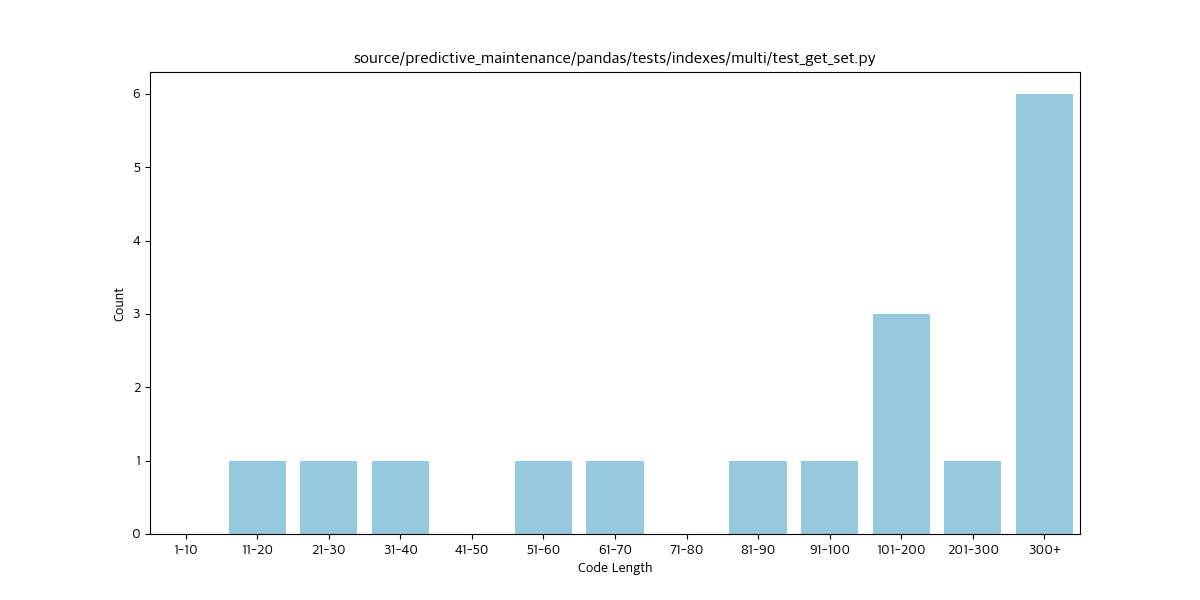 source/predictive_maintenance/pandas/tests/indexes/multi/test_get_set.py
6
5
4
3
2
1
0
Count
1-10 11-20 21-30 31-40 41-50 51-60 61-70 71-80 81-90 91-100 101-200 201-300 300+
Code Length